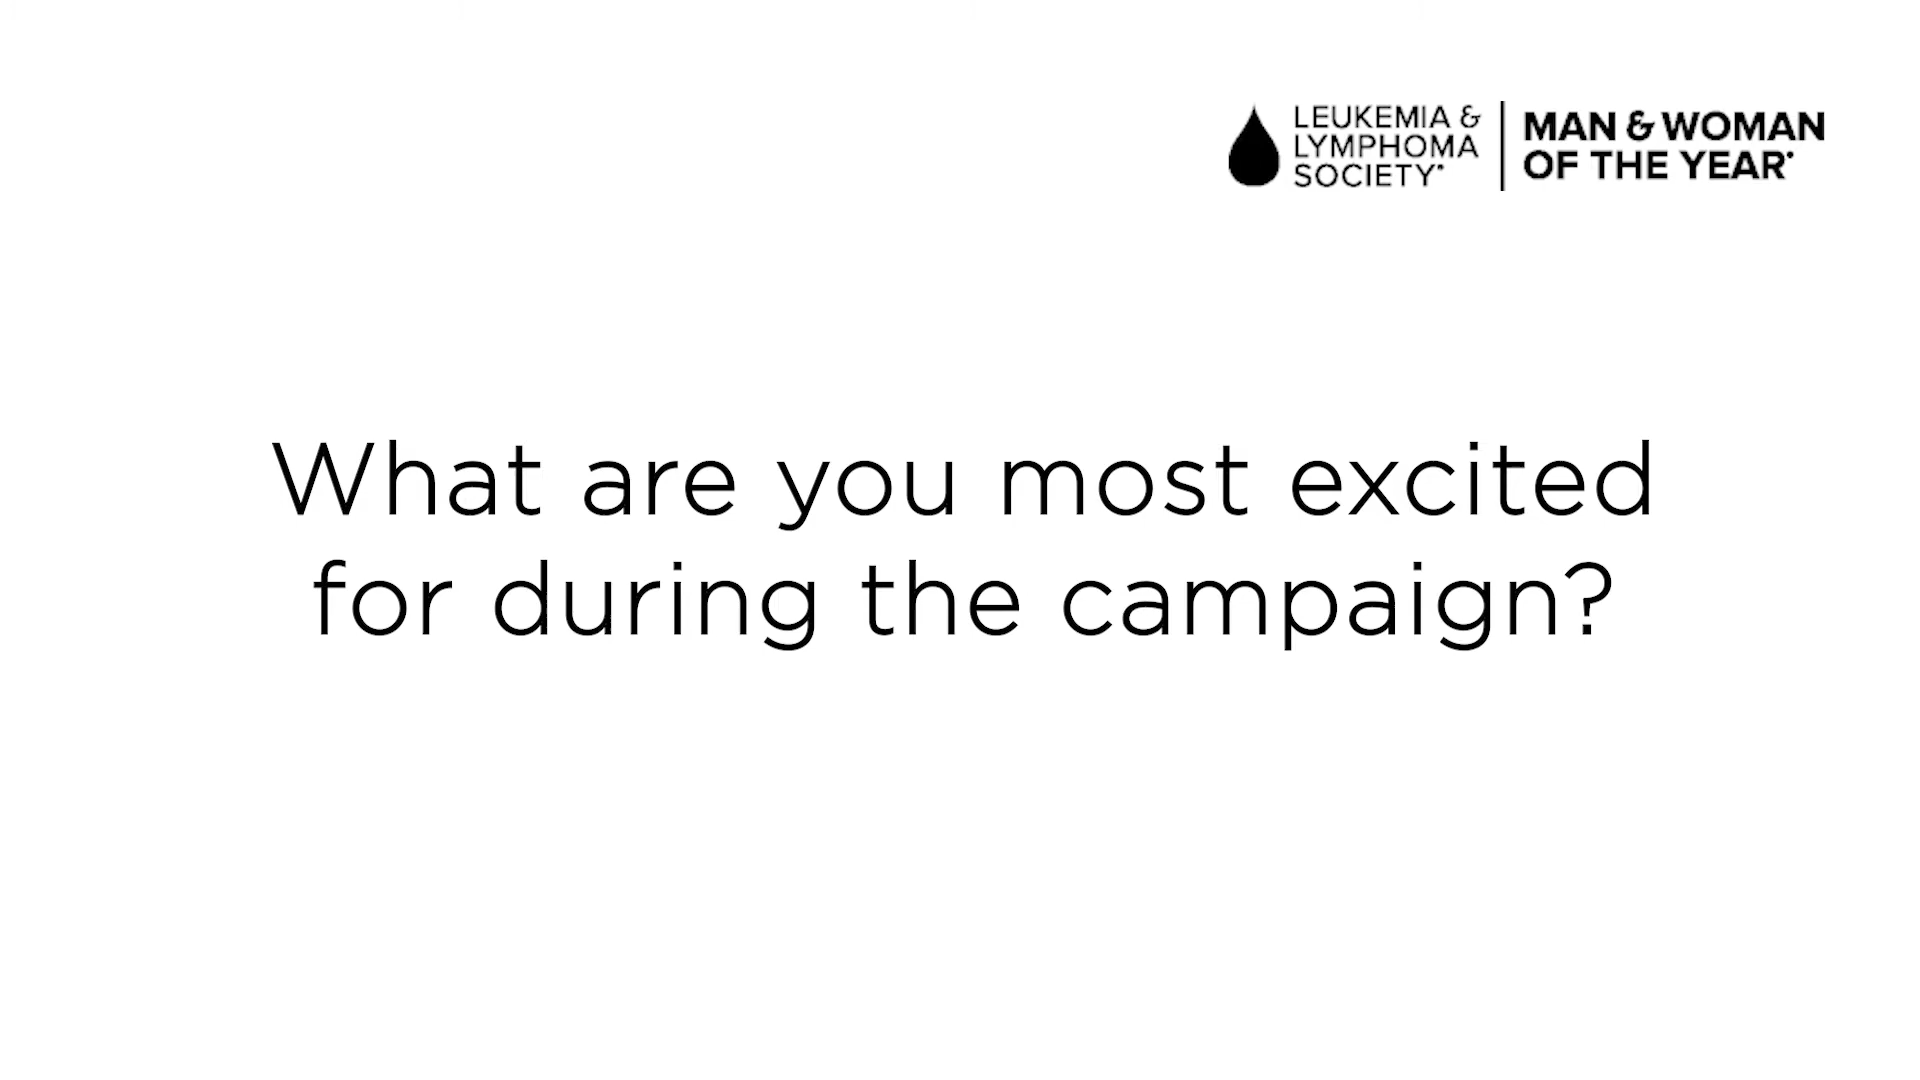 LEUKEMIA &
LYMPHOMA
SOCIETY
MAN & WOMAN
OF THE YEAR
What are you most excited
for during the campaign?